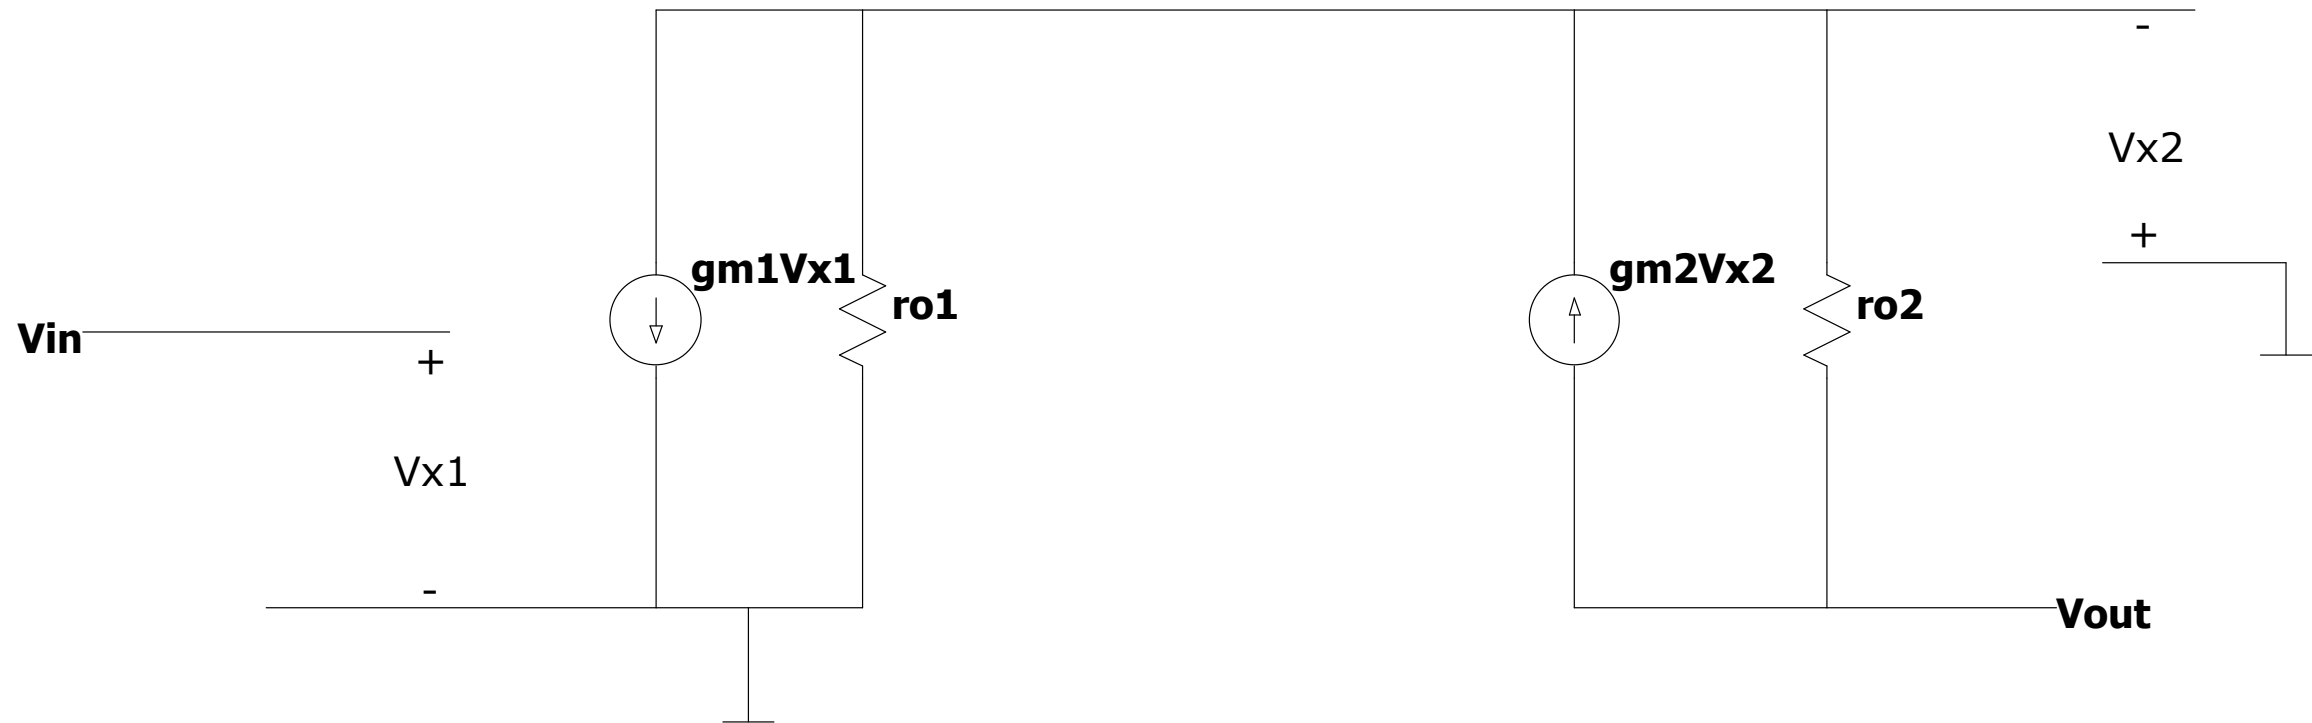 -
Vx2
+
gm1Vx1
gm2Vx2
ro1
ro2
Vin
+
Vx1
-
Vout